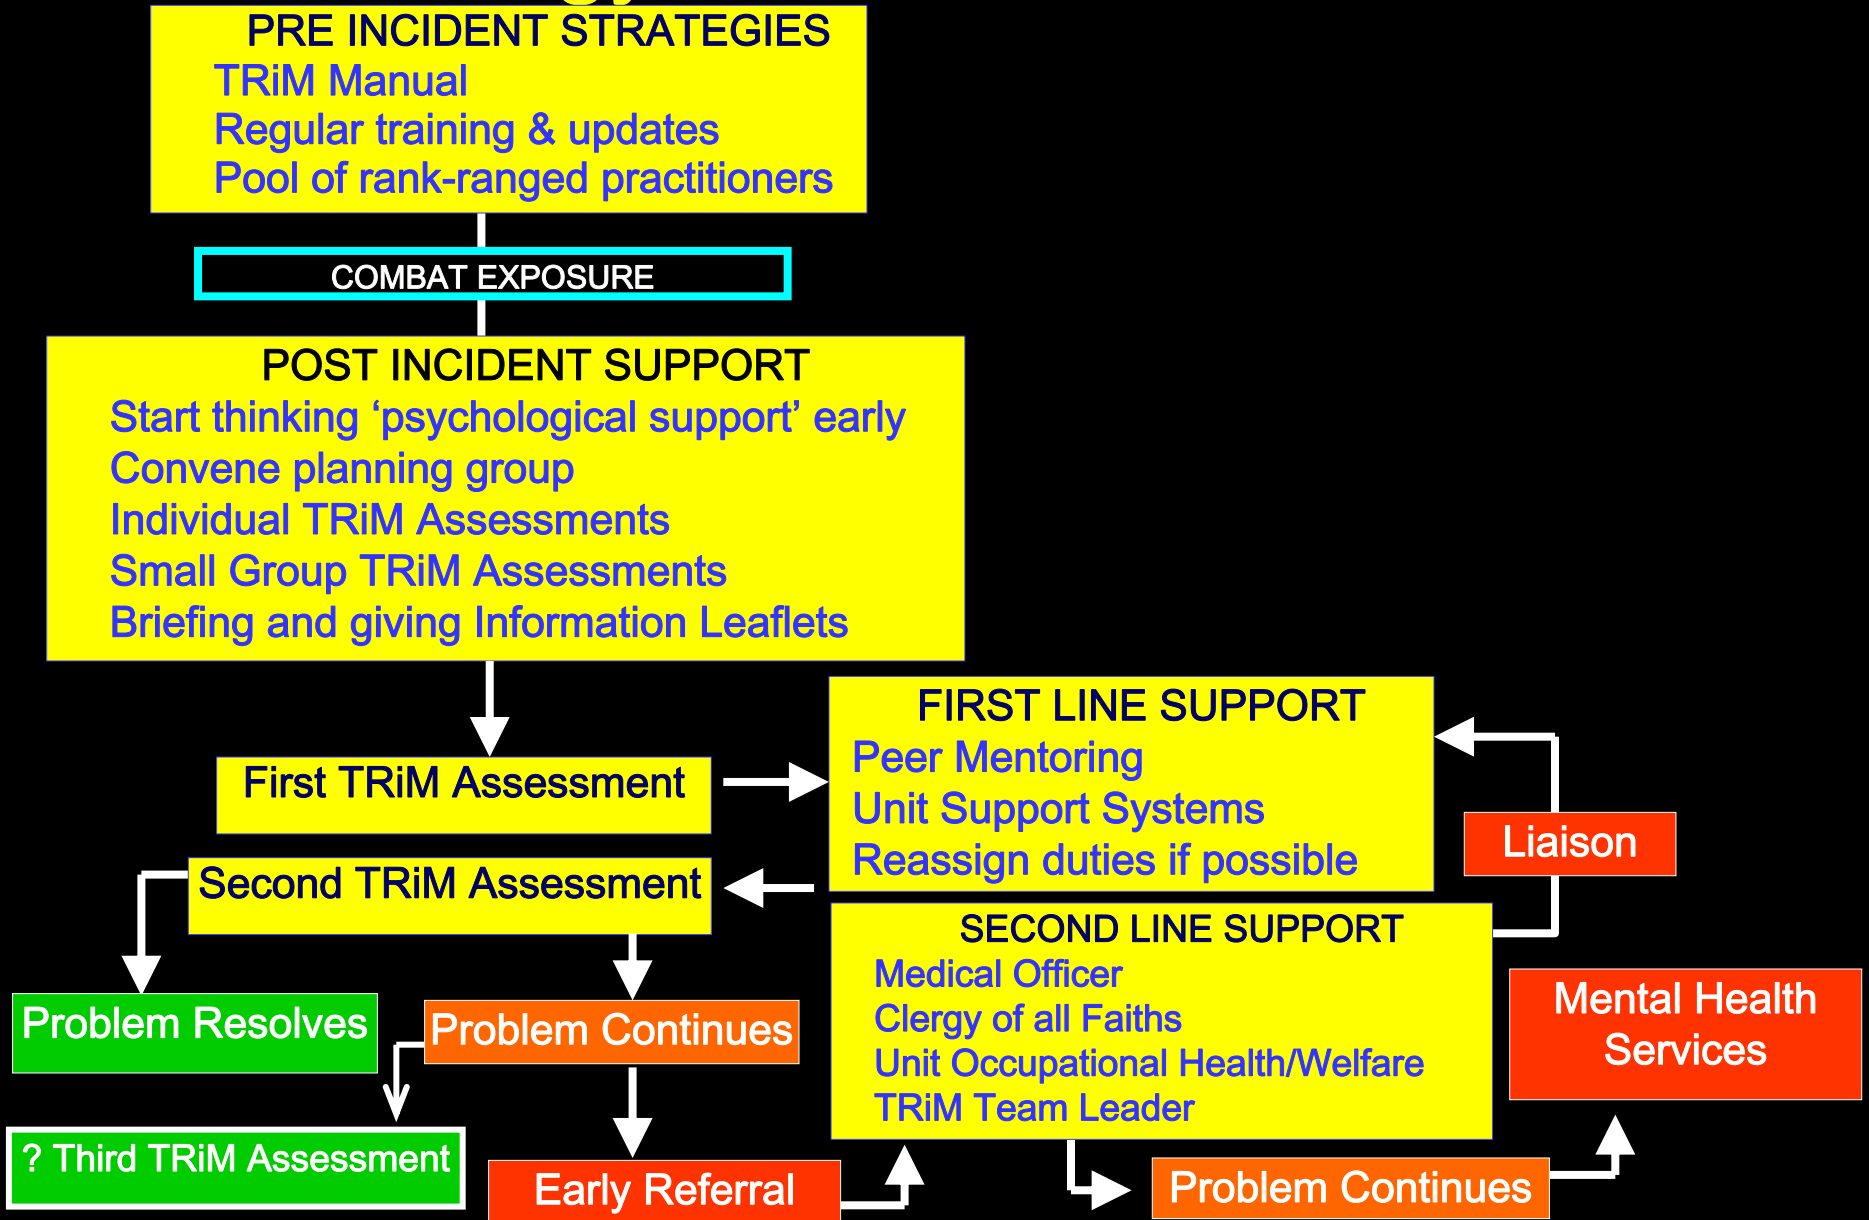 PRE INCIDENT STRATEGIES
TRiM Manual
Regular training & updates
Pool of rank-ranged practitioners
COMBAT EXPOSURE
POST INCIDENT SUPPORT
Start thinking ‘psychological support’ early
Convene planning group
Individual TRiM Assessments
Small Group TRiM Assessments
Briefing and giving Information Leaflets
First TRiM Assessment
FIRST LINE SUPPORT
Peer Mentoring
Unit Support Systems
Reassign duties if possible
Liaison
Second TRiM Assessment
SECOND LINE SUPPORT
Medical Officer
Clergy of all Faiths
Unit Occupational Health/Welfare
TRiM Team Leader
Mental Health
Services
Problem Resolves
Problem Continues
? Third TRiM Assessment
Early Referral
Problem Continues